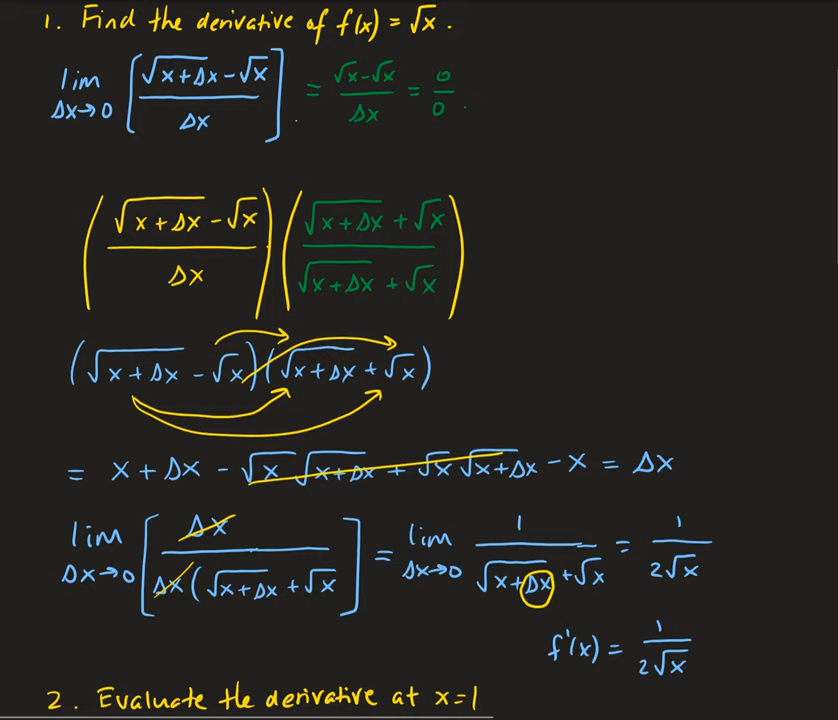 1. Find the derivative of f(x) = √x.
lim Δx→0 [(√(x+Δx) - √x)/Δx] = (√x - √x)/Δx = 0/0.
((√(x+Δx) - √x)/Δx)((√(x+Δx) + √x)/(√(x+Δx) + √x))
(√(x+Δx) - √x)(√(x+Δx) + √x)
= x + Δx - √x √(x+Δx) + √x √(x+Δx) - x = Δx
lim Δx→0 [Δx/(Δx(√(x+Δx) + √x)] = lim Δx→0 1/(√(x+Δx) + √x) = 1/(2√x)
f'(x) = 1/(2√x)
2. Evaluate the derivative at x=1